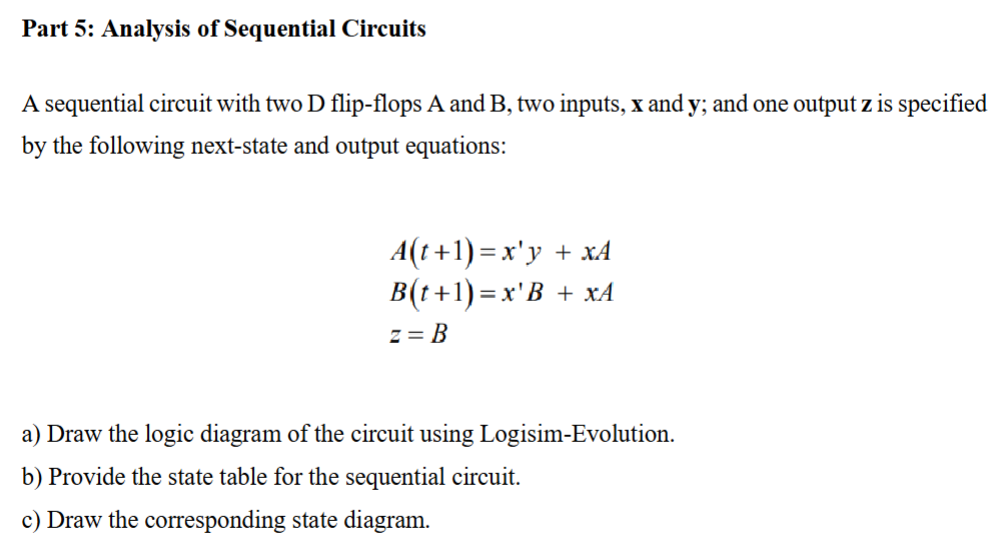 Part 5: Analysis of Sequential Circuits
A sequential circuit with two D flip-flops A and B, two inputs, x and y; and one output z is specified
by the following next-state and output equations:
A(t+1) = x'y + xA
B(t+1) = x'B + xA
z = B
a) Draw the logic diagram of the circuit using Logisim-Evolution.
b) Provide the state table for the sequential circuit.
c) Draw the corresponding state diagram.